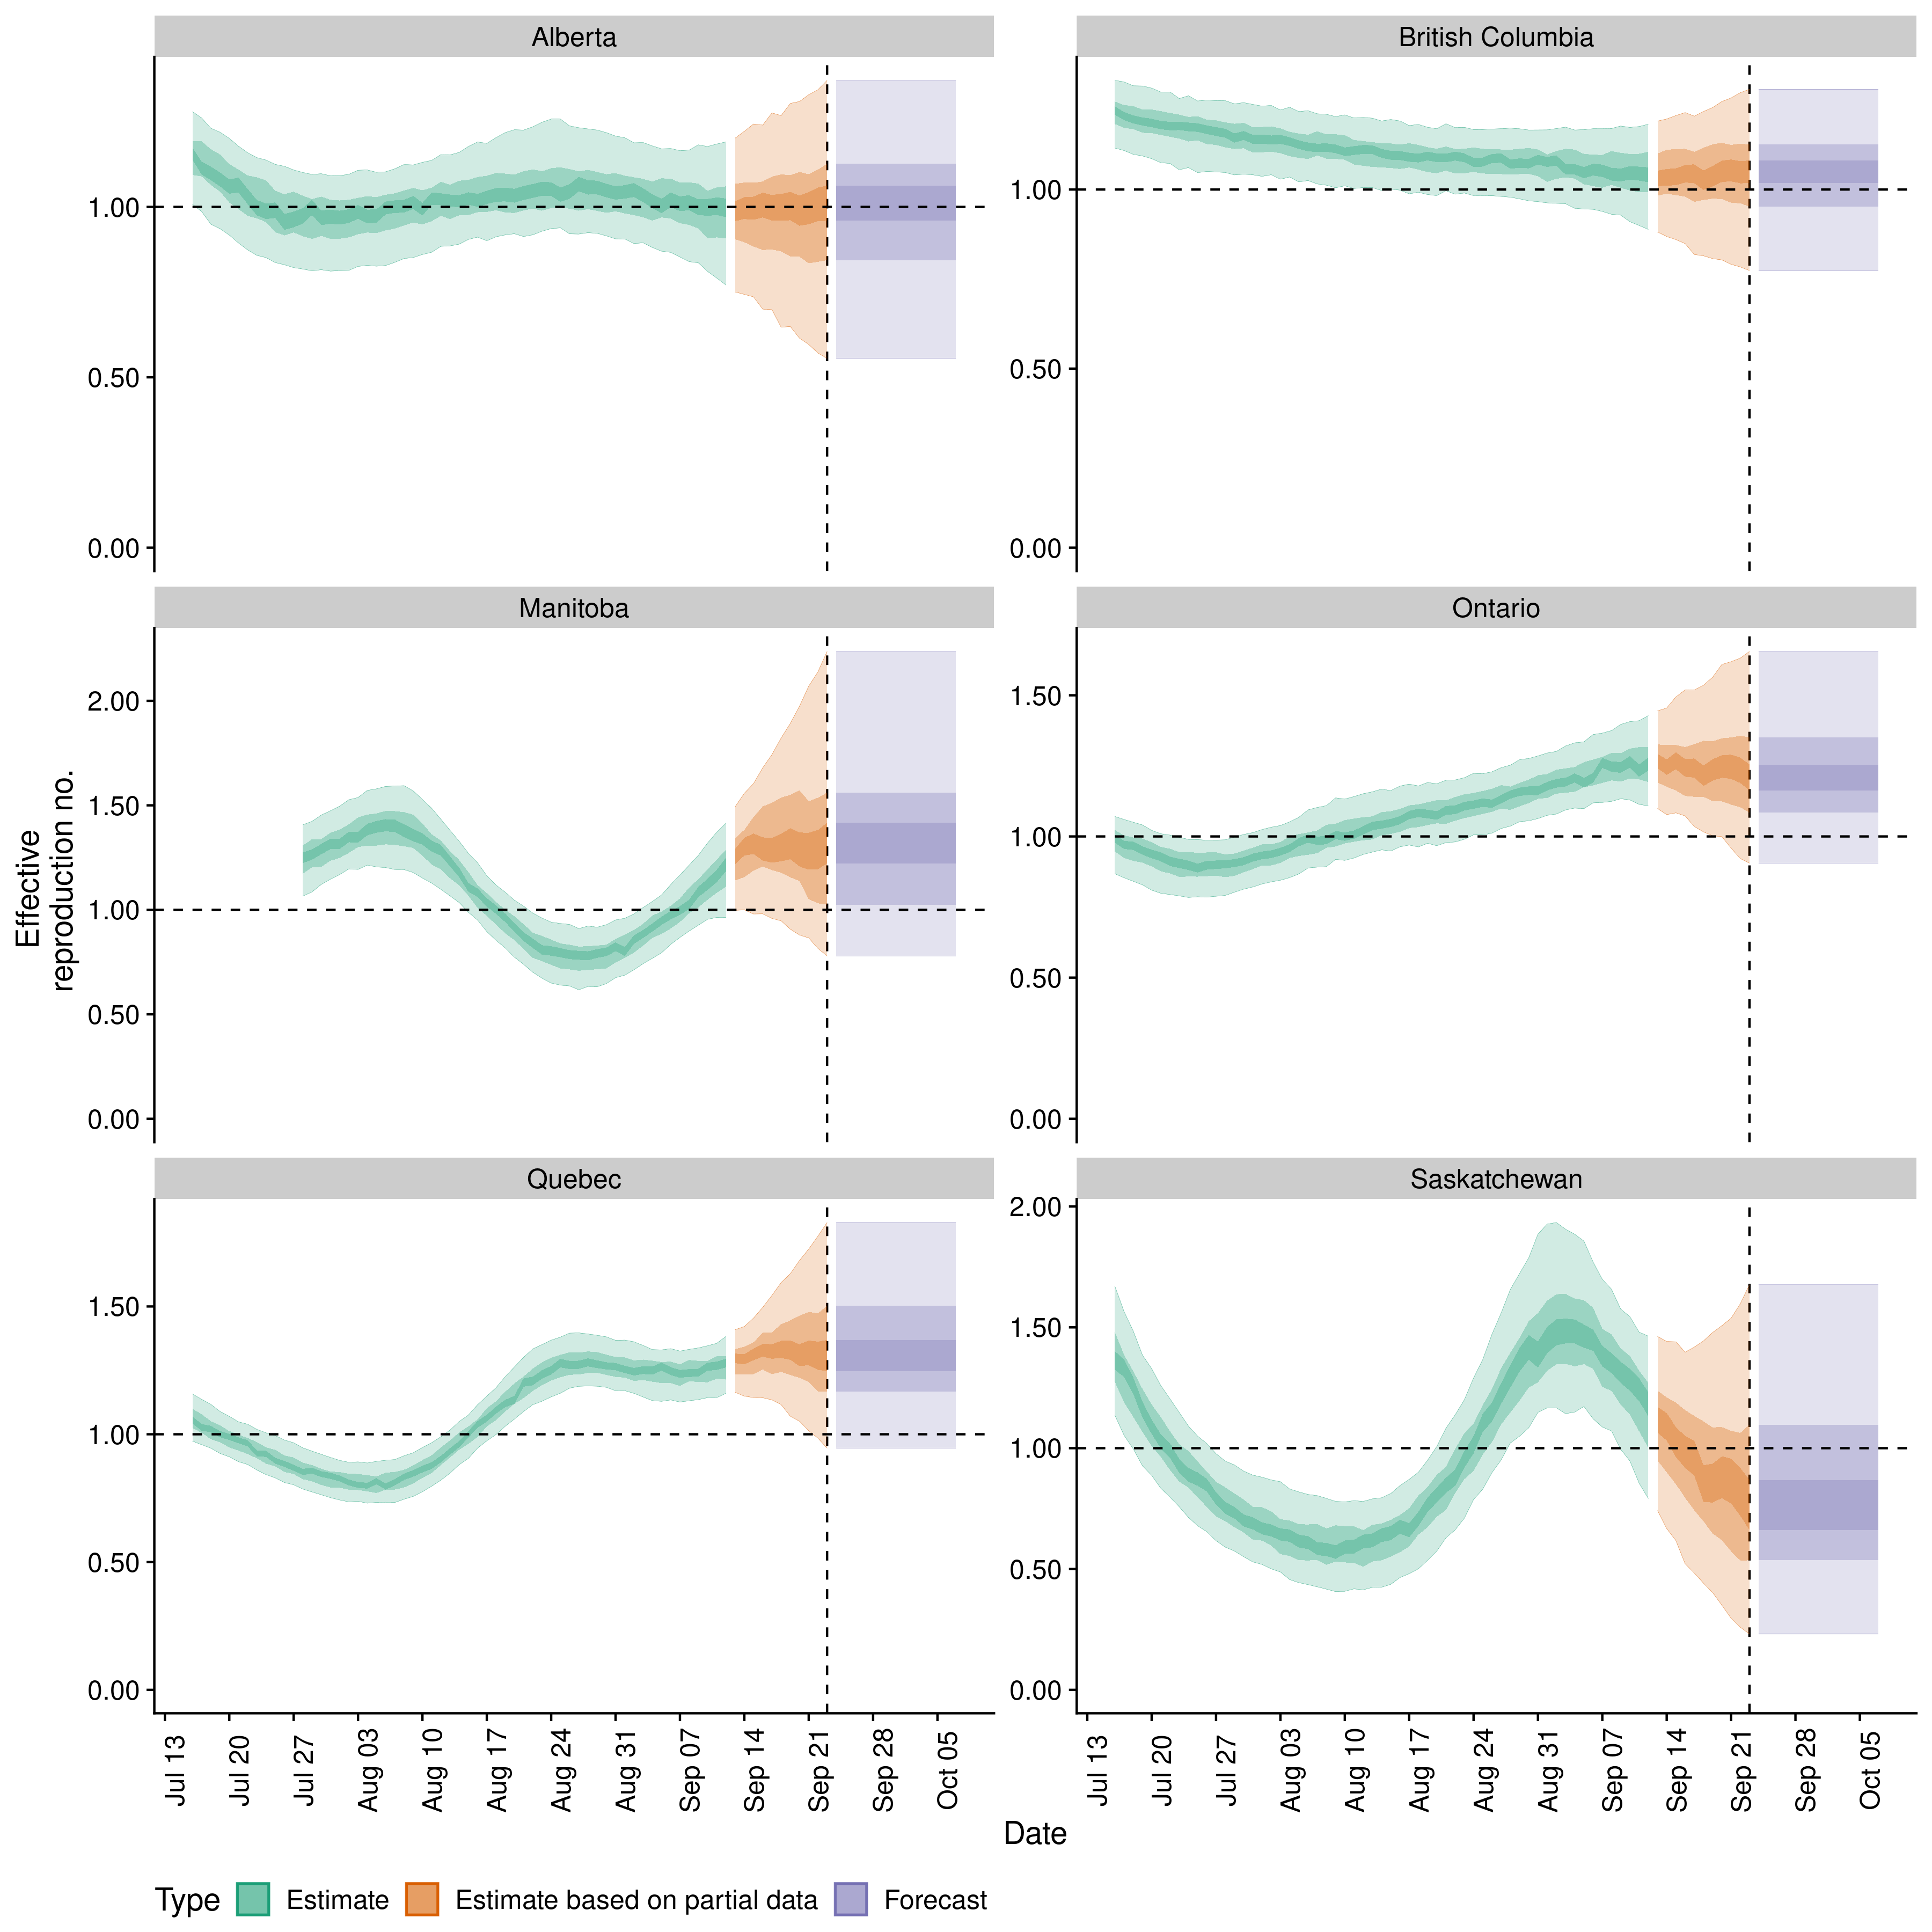 Alberta
British Columbia
1.00
0.50
0.00
1.00
0.50
0.00
Manitoba
Ontario
2.00
1.50
1.00
0.50
0.00
1.50
1.00
0.50
0.00
Effective
reproduction no.
Quebec
Saskatchewan
1.50
1.00
0.50
0.00
2.00
1.50
1.00
0.50
0.00
Jul 13
Jul 20
Jul 27
Aug 03
Aug 10
Aug 17
Aug 24
Aug 31
Sep 07
Sep 14
Sep 21
Sep 28
Oct 05
Jul 13
Jul 20
Jul 27
Aug 03
Aug 10
Aug 17
Aug 24
Aug 31
Sep 07
Sep 14
Sep 21
Sep 28
Oct 05
Date
Type Estimate Estimate based on partial data Forecast